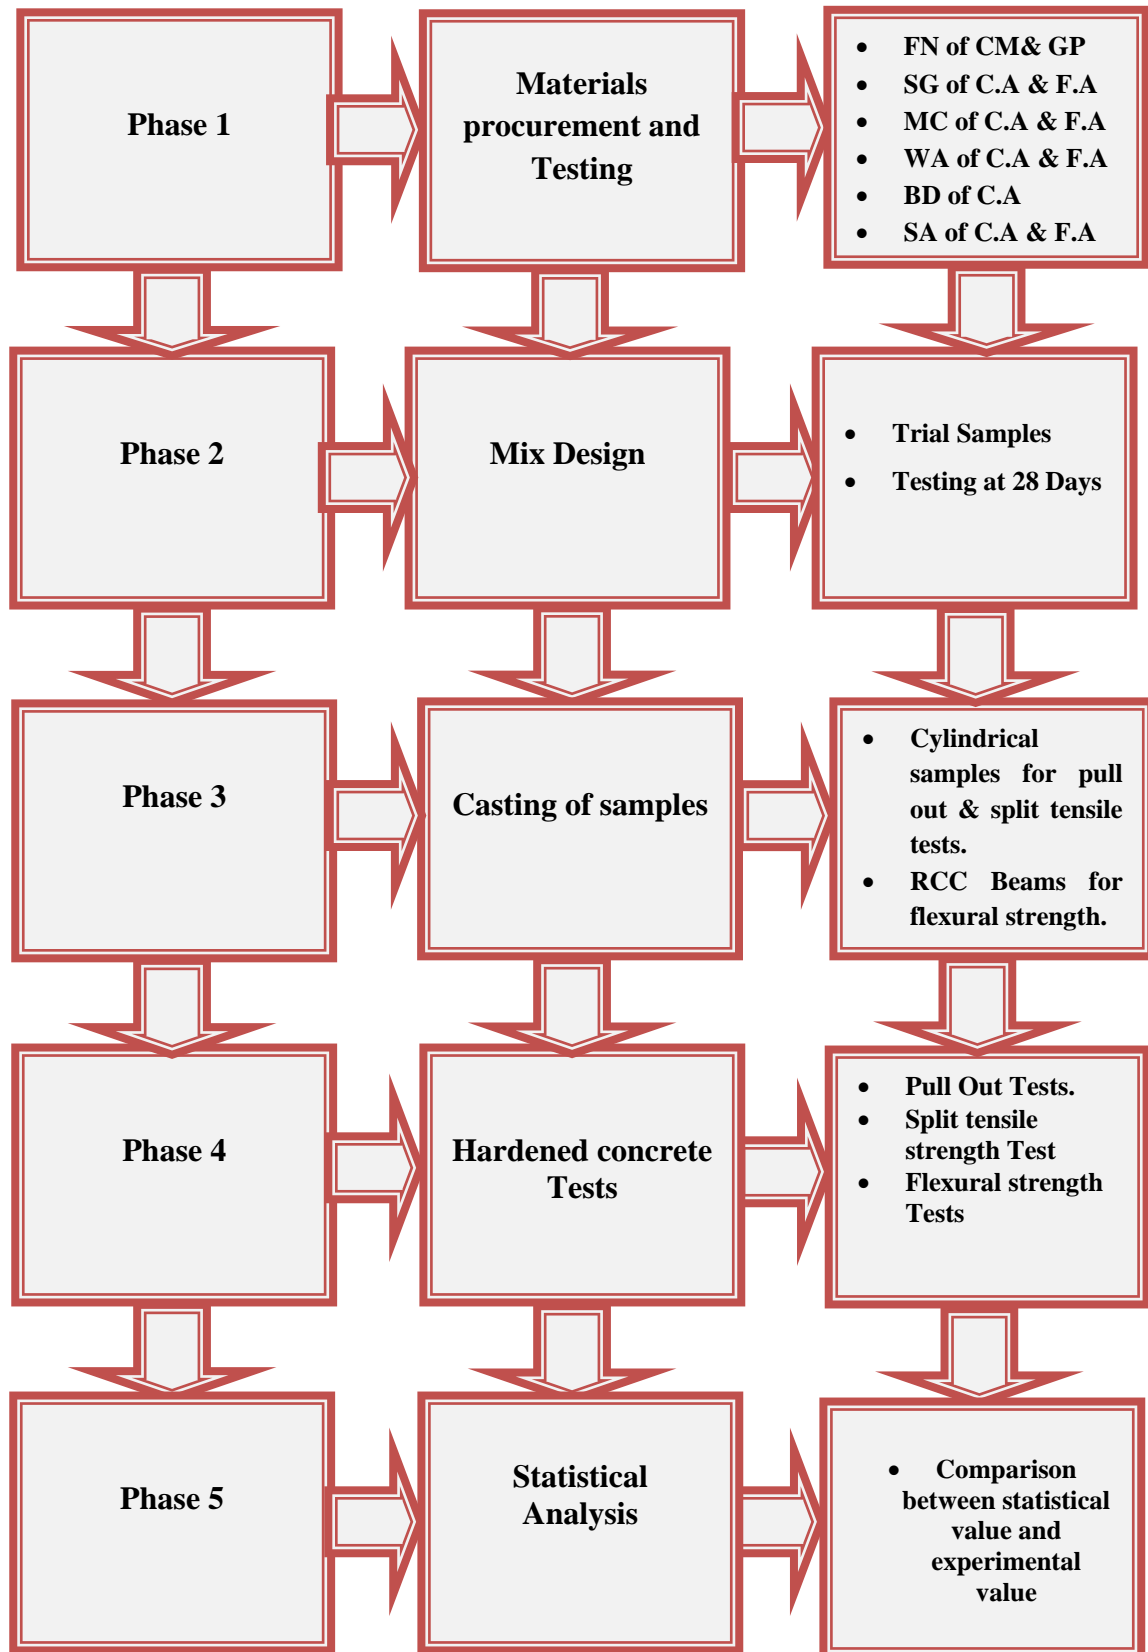 Phase 1
Materials
procurement and
Testing
• FN of CM& GP
• SG of C.A & F.A
• MC of C.A & F.A
• WA of C.A & F.A
• BD of C.A
• SA of C.A & F.A
Phase 2
Mix Design
• Trial Samples
• Testing at 28 Days
Phase 3
Casting of samples
• Cylindrical
samples for pull
out & split tensile
tests.
• RCC Beams for
flexural strength.
Phase 4
Hardened concrete
Tests
• Pull Out Tests.
• Split tensile
strength Test
• Flexural strength
Tests
Phase 5
Statistical
Analysis
• Comparison
between statistical
value and
experimental
value